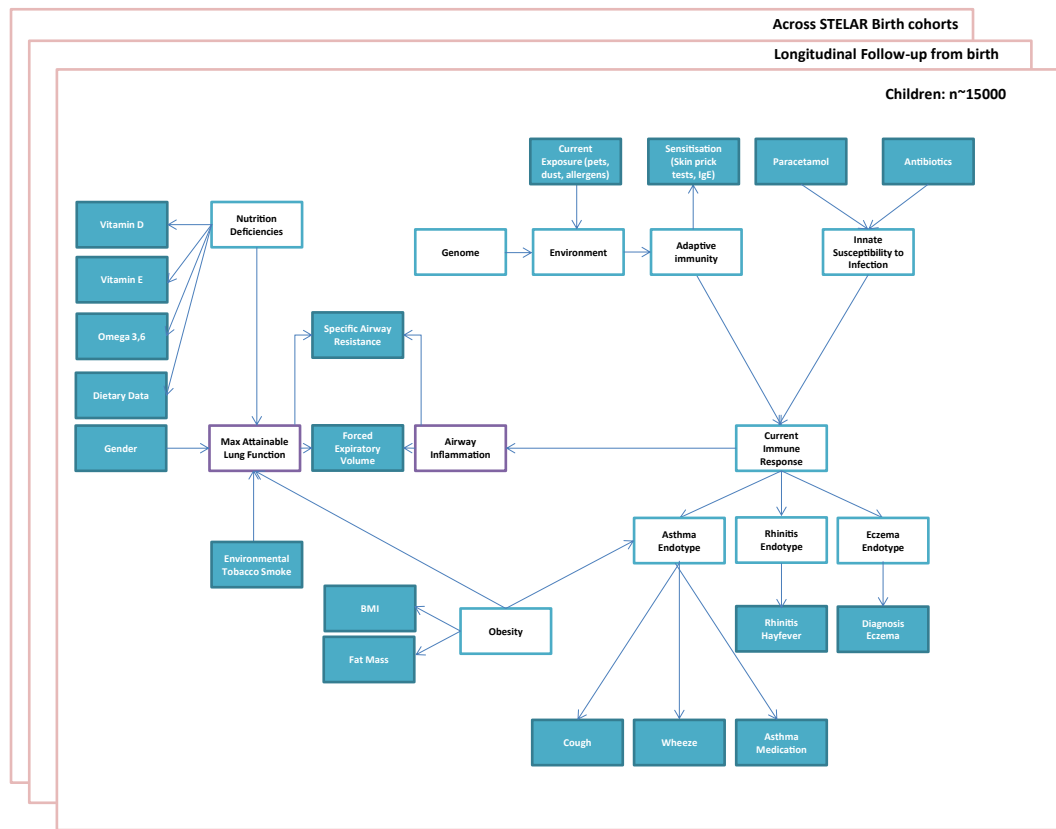 Across STELAR Birth cohorts
Longitudinal Follow-up from birth
Children: n~15000
Current
Exposure (pets,
dust, allergens)
Sensitisation
(Skin prick
tests, IgE)
Paracetamol
Antibiotics
Vitamin D
Nutrition
Deficiencies
Genome
Environment
Adaptive
immunity
Innate
Susceptibility to
Infection
Vitamin E
Omega 3,6
Specific Airway
Resistance
Dietary Data
Gender
Max Attainable
Lung Function
Forced
Expiratory
Volume
Airway
Inflammation
Current
Immune
Response
Asthma
Endotype
Rhinitis
Endotype
Eczema
Endotype
Environmental
Tobacco Smoke
BMI
Fat Mass
Obesity
Rhinitis
Hayfever
Diagnosis
Eczema
Cough
Wheeze
Asthma
Medication